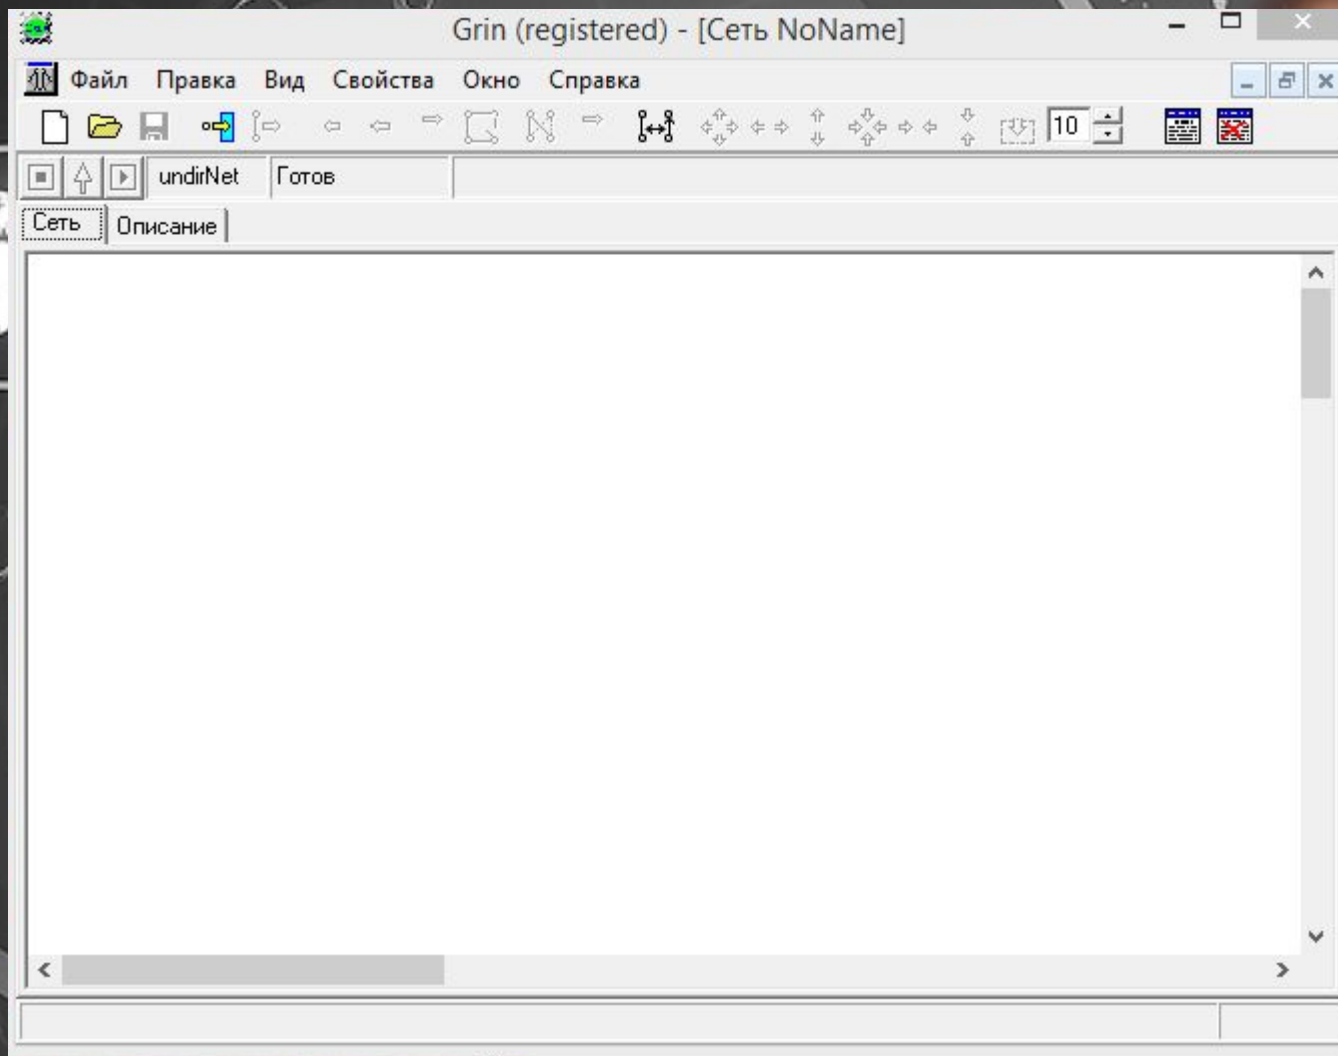 Grin (registered) - [Сеть NoName]
Файл Правка Вид Свойства Окно Справка
10
undirNet Готов
Сеть Описание